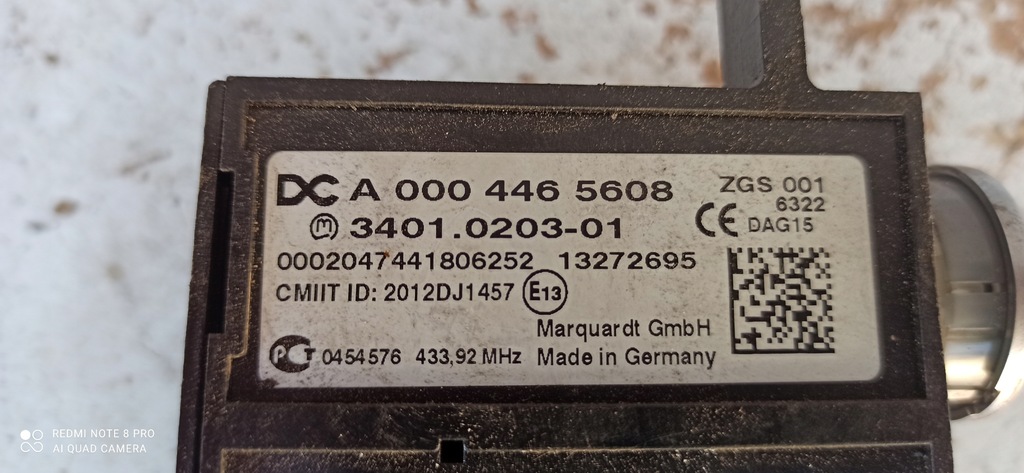 DC A 000 446 5608
ZGS 001
6322
DAG15
M 3401.0203-01
CE
0002047441806252 13272695
CMIIT ID: 2012DJ1457 E13
Marquardt GmbH
PCT 0454576 433,92 MHz Made in Germany
REDMI NOTE 8 PRO
AI QUAD CAMERA